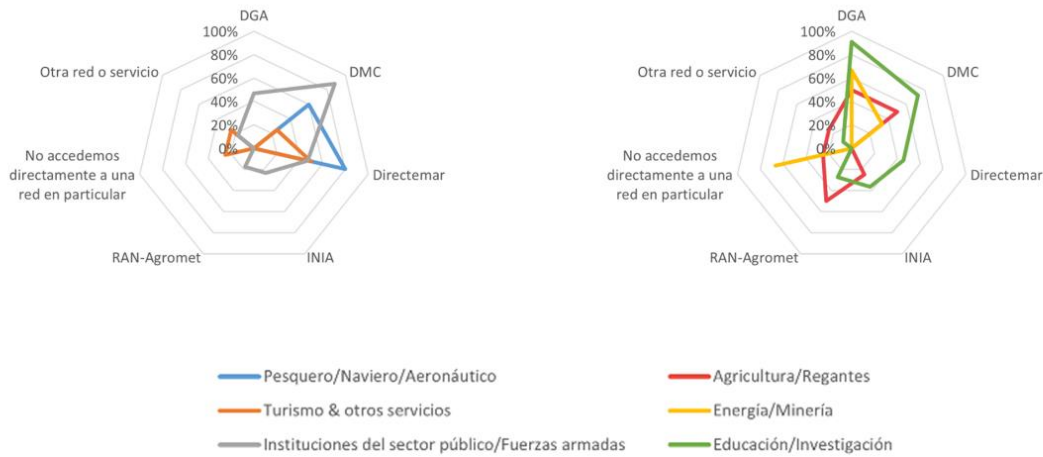 DGA
100%
80%
60%
40%
20%
0%
DMC
Directemar
INIA
RAN-Agromet
No accedemos
directamente a una
red en particular
Otra red o servicio
DGA
100%
80%
60%
40%
20%
0%
DMC
Directemar
INIA
RAN-Agromet
No accedemos
directamente a una
red en particular
Otra red o servicio
Pesquero/Naviero/Aeronáutico
Turismo & otros servicios
Instituciones del sector público/Fuerzas armadas
Agricultura/Regantes
Energía/Minería
Educación/Investigación